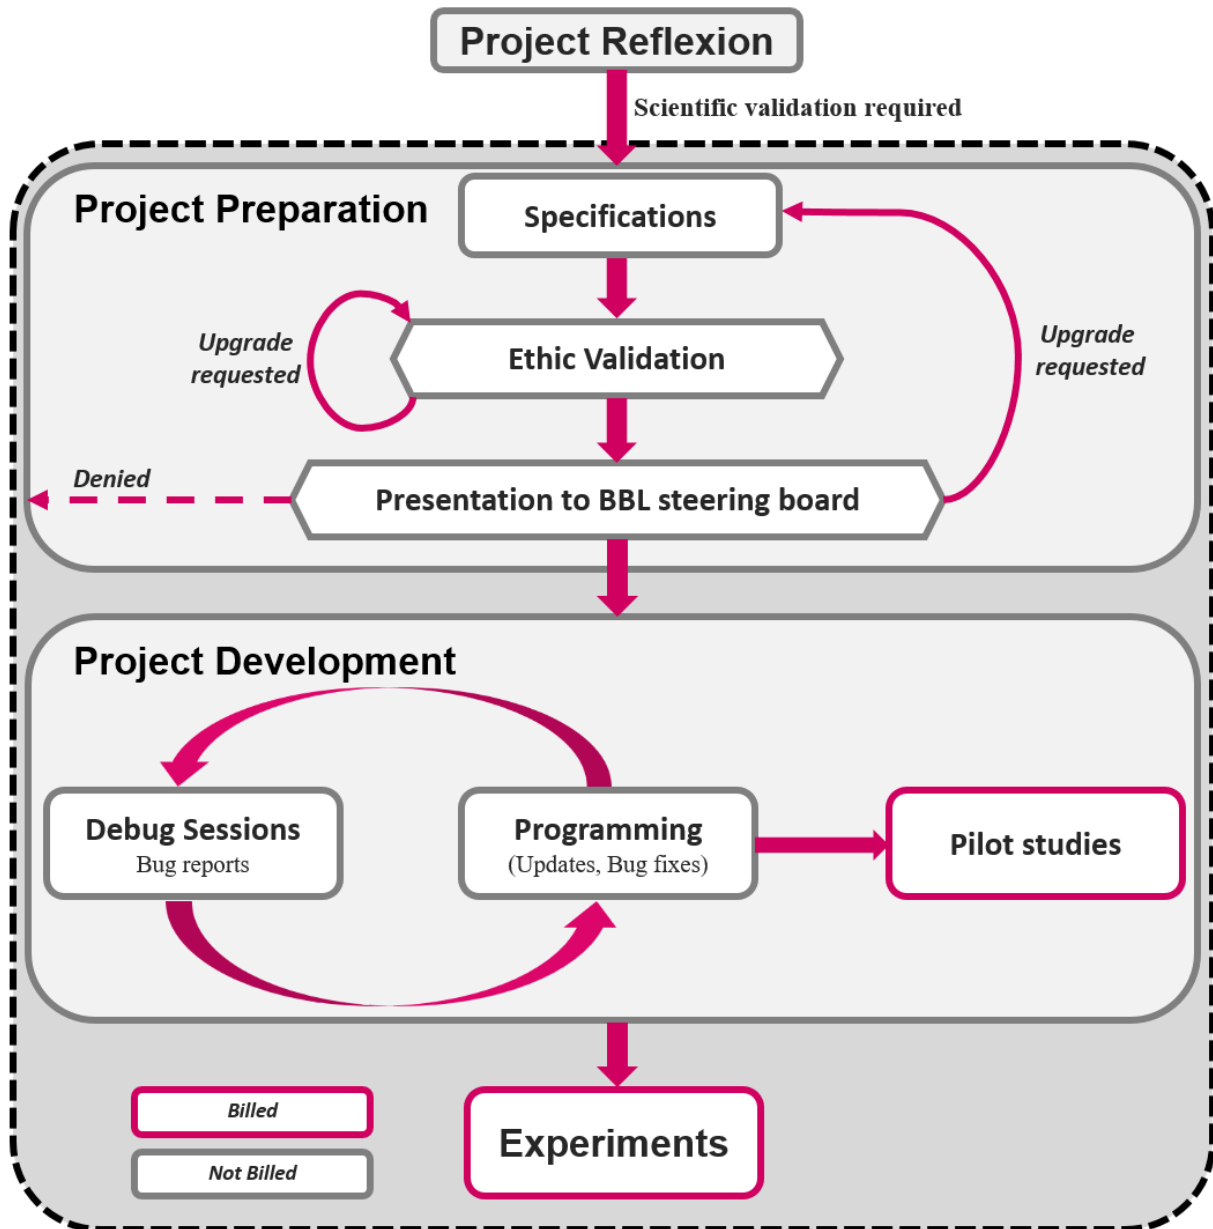 Project Reflexion
Scientific validation required
Project Preparation
Specifications
Upgrade
requested
Ethic Validation
Upgrade
requested
Denied
Presentation to BBL steering board
Project Development
Debug Sessions
Bug reports
Programming
(Updates, Bug fixes)
Pilot studies
Billed
Not Billed
Experiments